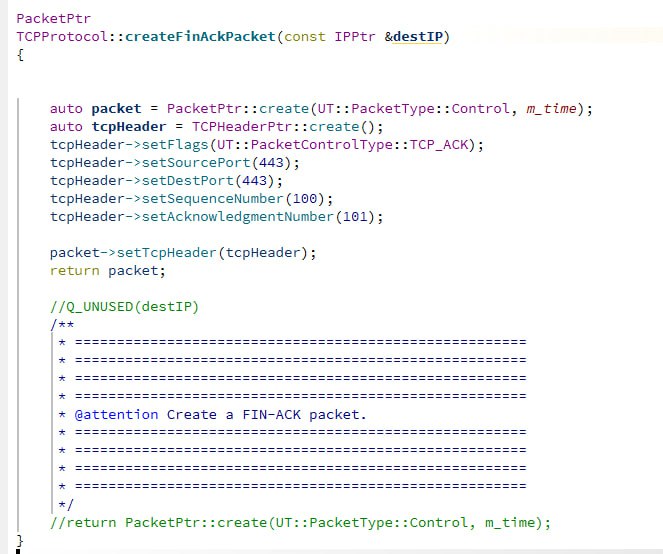 PacketPtr
TCPProtocol::createFinAckPacket(const IPPtr &destIP)
{
auto packet = PacketPtr::create(UT::PacketType::Control, m_time);
auto tcpHeader = TCPHeaderPtr::create();
tcpHeader->setFlags(UT::PacketControlType::TCP_ACK);
tcpHeader->setSourcePort(443);
tcpHeader->setDestPort(443);
tcpHeader->setSequenceNumber(100);
tcpHeader->setAcknowledgmentNumber(101);
packet->setTcpHeader(tcpHeader);
return packet;
//Q_UNUSED(destIP)
/**
* ======================================================
* ======================================================
* ======================================================
* ======================================================
* @attention Create a FIN-ACK packet.
* ======================================================
* ======================================================
* ======================================================
* ======================================================
*/
//return PacketPtr::create(UT::PacketType::Control, m_time);
}